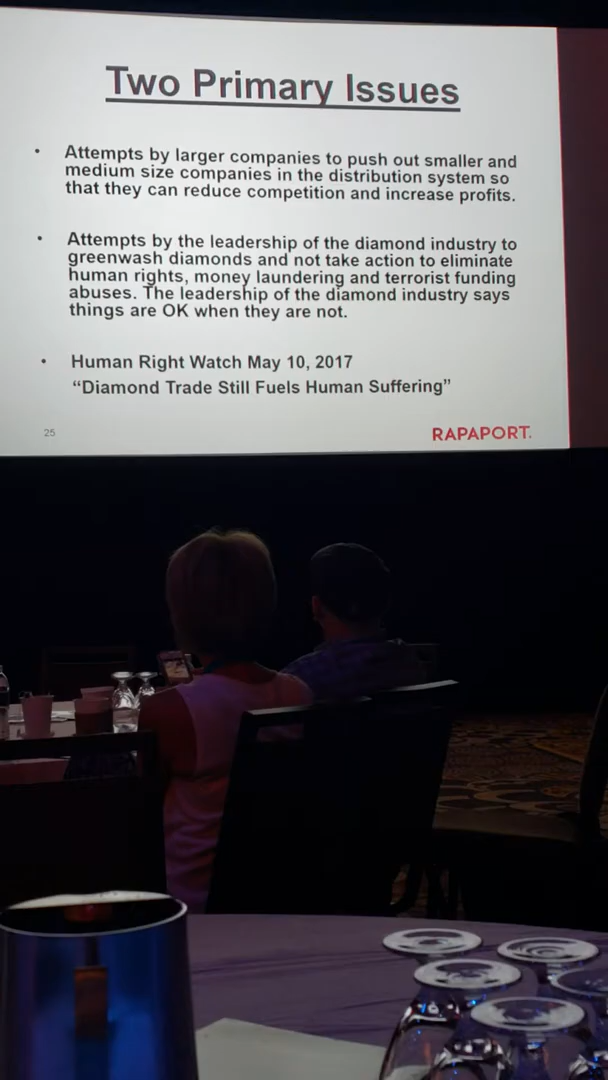 Two Primary Issues
• Attempts by larger companies to push out smaller and
medium size companies in the distribution system so
that they can reduce competition and increase profits.
• Attempts by the leadership of the diamond industry to
greenwash diamonds and not take action to eliminate
human rights, money laundering and terrorist funding
abuses. The leadership of the diamond industry says
things are OK when they are not.
• Human Right Watch May 10, 2017
“Diamond Trade Still Fuels Human Suffering”
25
RAPAPORT.